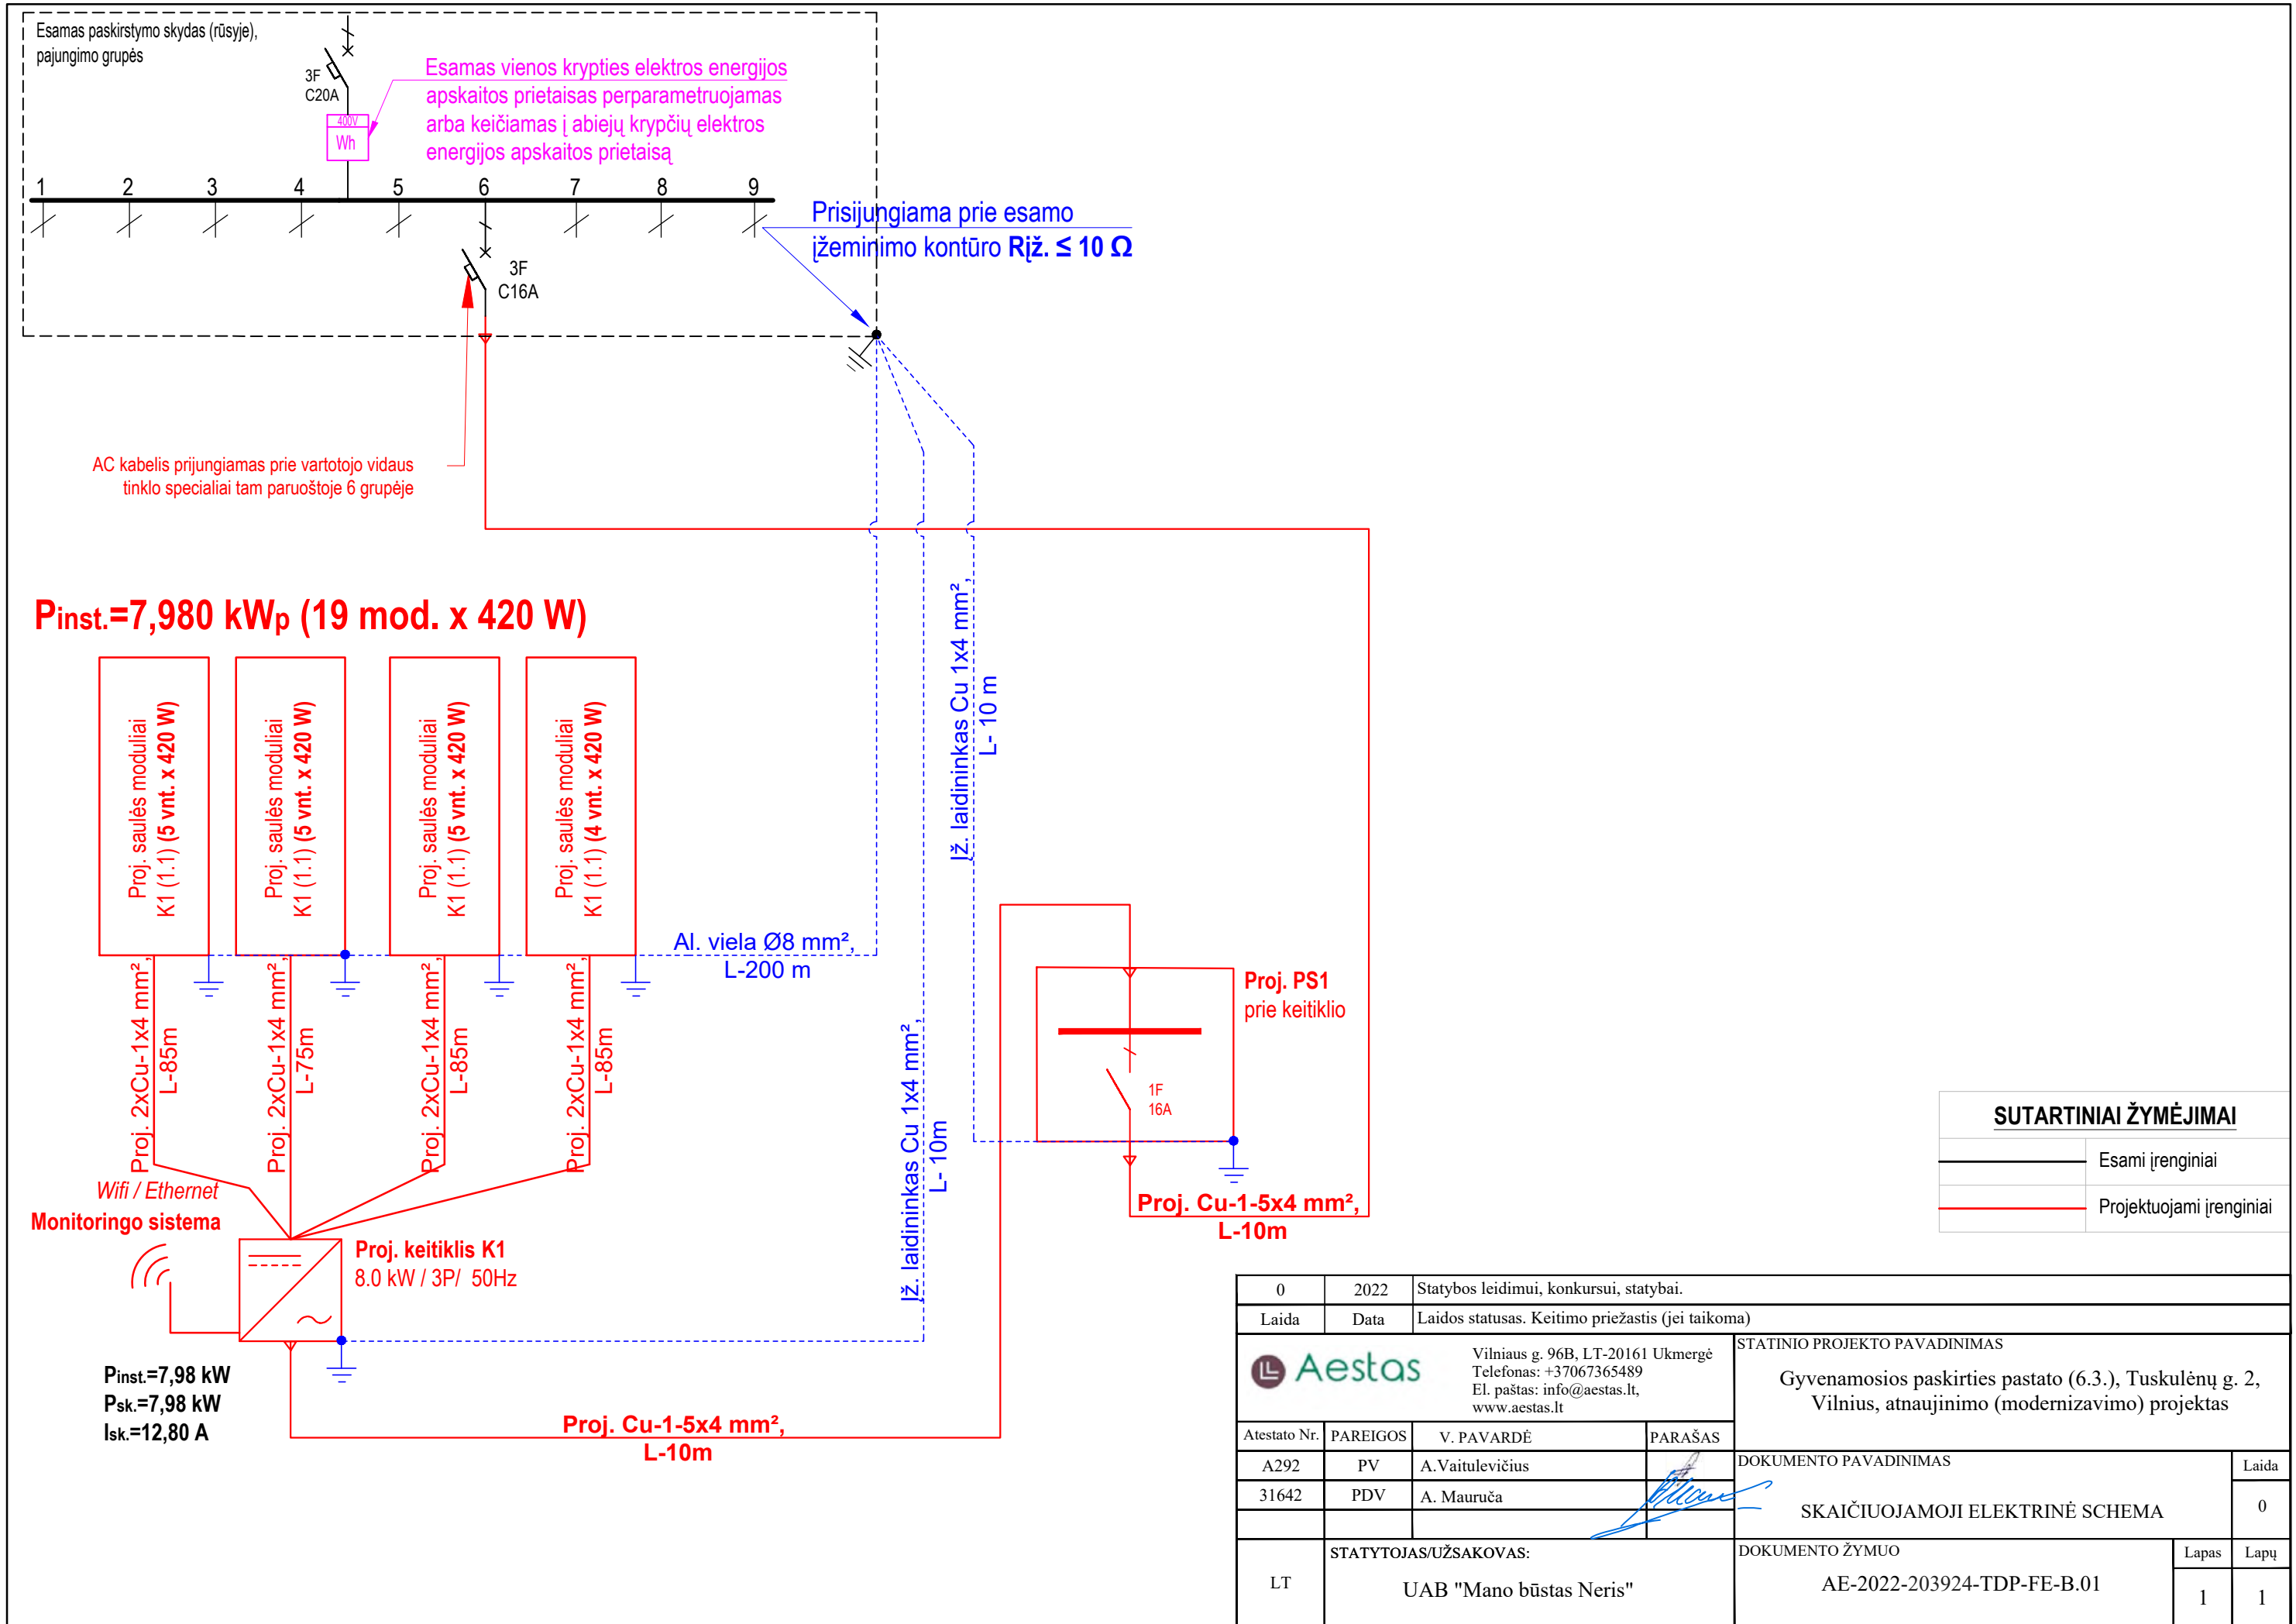 Esamas paskirstymo skydas (rūsyje),
pajungimo grupės
3F
C20A
400V
Wh
Esamas vienos krypties elektros energijos
apskaitos prietaisas perparametruojamas
arba keičiamas į abiejų krypčių elektros
energijos apskaitos prietaisą
1 2 3 4 5 6 7 8 9
3F
C16A
Prisijungiama prie esamo
įžeminimo kontūro Rįž. ≤ 10 Ω
AC kabelis prijungiamas prie vartotojo vidaus
tinklo specialiai tam paruoštoje 6 grupėje
Pinst.=7,980 kWp (19 mod. x 420 W)
Proj. saulės moduliai
K1 (1.1) (5 vnt. x 420 W)
Proj. saulės moduliai
K1 (1.1) (5 vnt. x 420 W)
Proj. saulės moduliai
K1 (1.1) (5 vnt. x 420 W)
Proj. saulės moduliai
K1 (1.1) (4 vnt. x 420 W)
Įž. laidininkas Cu 1x4 mm²,
L- 10 m
Al. viela Ø8 mm²,
L-200 m
Proj. 2xCu-1x4 mm²,
L-85m
Proj. 2xCu-1x4 mm²,
L-75m
Proj. 2xCu-1x4 mm²,
L-85m
Proj. 2xCu-1x4 mm²,
L-85m
Įž. laidininkas Cu 1x4 mm²,
L- 10m
Proj. PS1
prie keitiklio
1F
16A
Proj. Cu-1-5x4 mm²,
L-10m
Wifi / Ethernet
Monitoringo sistema
Proj. keitiklis K1
8.0 kW / 3P/ 50Hz
Pinst.=7,98 kW
Psk.=7,98 kW
Isk.=12,80 A
Proj. Cu-1-5x4 mm²,
L-10m
SUTARTINIAI ŽYMĖJIMAI
Esami įrenginiai
Projektuojami įrenginiai
0 2022 Statybos leidimui, konkursui, statybai.
Laida Data Laidos statusas. Keitimo priežastis (jei taikoma)
Aestas
Vilniaus g. 96B, LT-20161 Ukmergė
Telefonas: +37067365489
El. paštas: info@aestas.lt,
www.aestas.lt
STATINIO PROJEKTO PAVADINIMAS
Gyvenamosios paskirties pastato (6.3.), Tuskulėnų g. 2,
Vilnius, atnaujinimo (modernizavimo) projektas
Atestato Nr. PAREIGOS V. PAVARDĖ PARAŠAS
A292 PV A.Vaitulevičius
31642 PDV A. Mauruča
DOKUMENTO PAVADINIMAS
SKAIČIUOJAMOJI ELEKTRINĖ SCHEMA
Laida
0
LT
STATYTOJAS/UŽSAKOVAS:
UAB "Mano būstas Neris"
DOKUMENTO ŽYMUO
AE-2022-203924-TDP-FE-B.01
Lapas Lapų
1 1